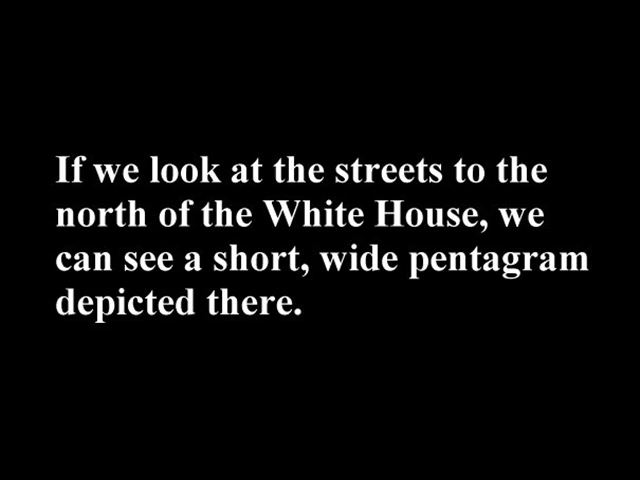 If we look at the streets to the
north of the White House, we
can see a short, wide pentagram
depicted there.